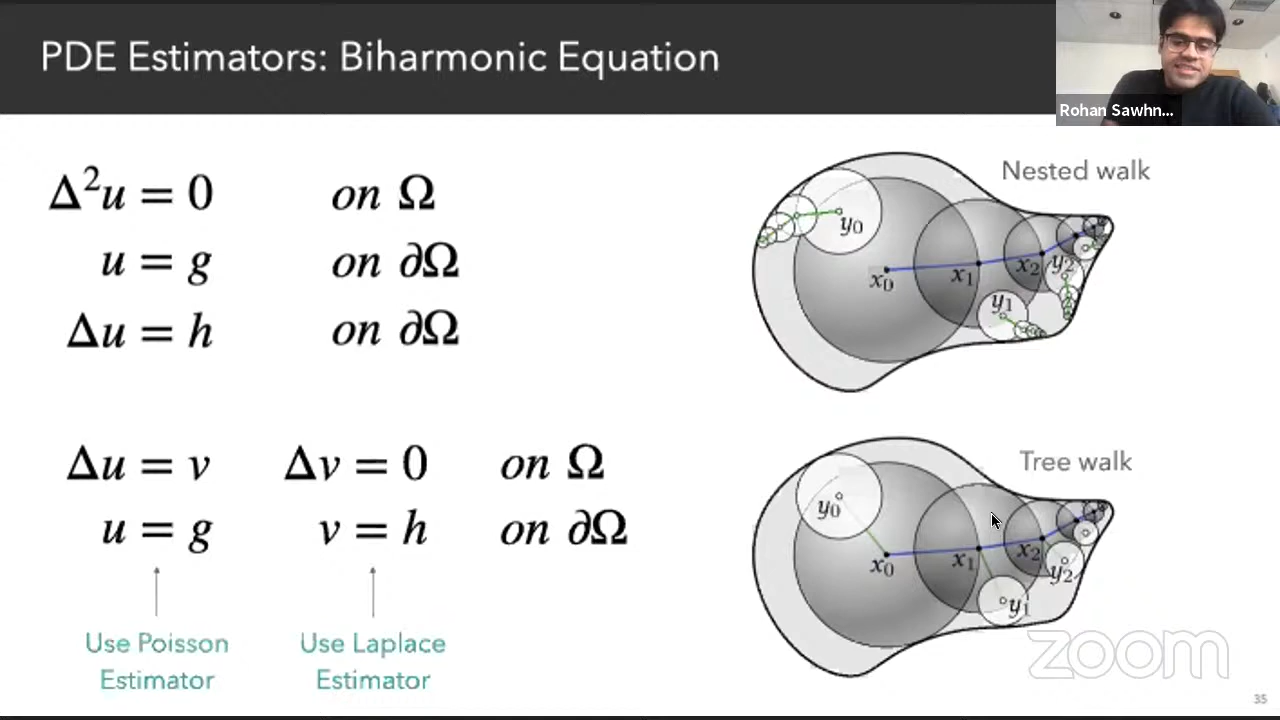 PDE Estimators: Biharmonic Equation
Rohan Sawhn...
Δ²u = 0 on Ω
u = g on ∂Ω
Δu = h on ∂Ω
Nested walk
y₀
x₀
x₁
x₂
y₂
y₁
Δu = v Δv = 0 on Ω
u = g v = h on ∂Ω
Use Poisson
Estimator
Use Laplace
Estimator
Tree walk
y₀
x₀
x₁
x₂
y₂
y₁
zoom
35